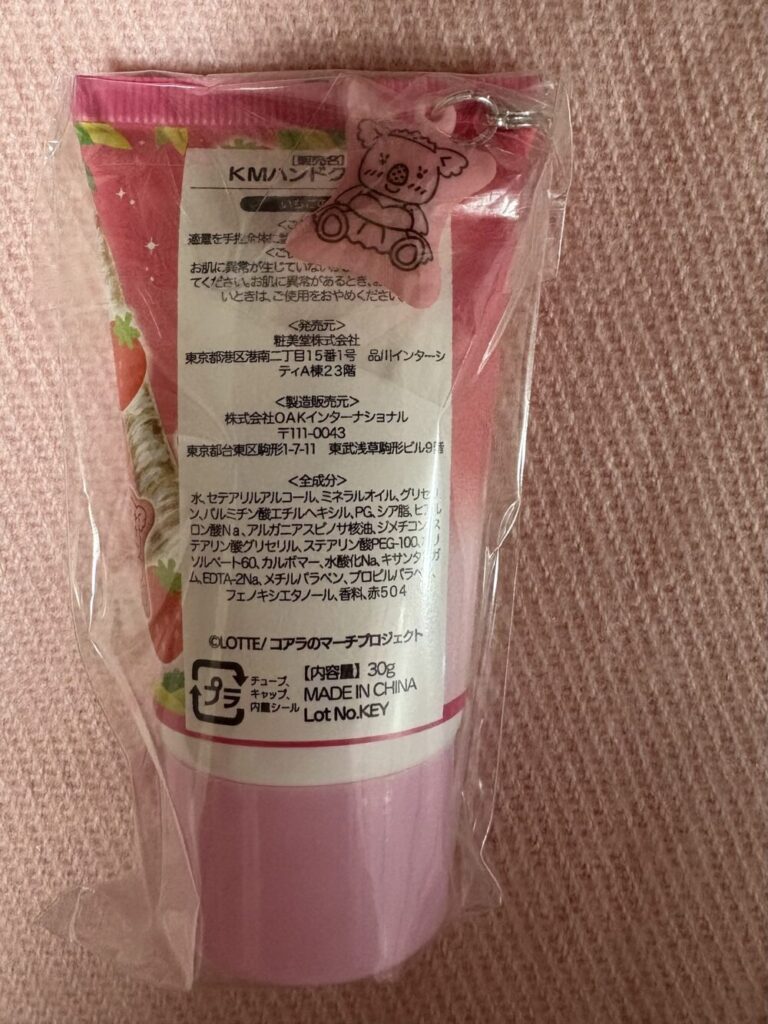 [販売名]
KMハンドク
いちご
適量を手指全体に
お肌に異常が生じていない
てください。お肌に異常があるとき、
いときは、ご使用をおやめください
<発売元>
粧美堂株式会社
東京都港区港南二丁目15番1号 品川インターシ
ティA棟23階
<製造販売元>
株式会社OAKインターナショナル
〒111-0043
東京都台東区駒形1-7-11 東武浅草駒形ビル9階
<全成分>
水、セテアリルアルコール、ミネラルオイル、グリセリ
ン、パルミチン酸エチルヘキシル、PG、シア脂、ヒアル
ロン酸Na、アルガニアスピノサ核油、ジメチコン、ス
テアリン酸グリセリル、ステアリン酸PEG-100、ポリ
ソルベート60、カルボマー、水酸化Na、キサンタンガ
ム、EDTA-2Na、メチルパラベン、プロピルパラベン、
フェノキシエタノール、香料、赤504
©LOTTE/ コアラのマーチプロジェクト
プラ
チューブ、
キャップ、
内蓋シール
【内容量】 30g
MADE IN CHINA
Lot No.KEY